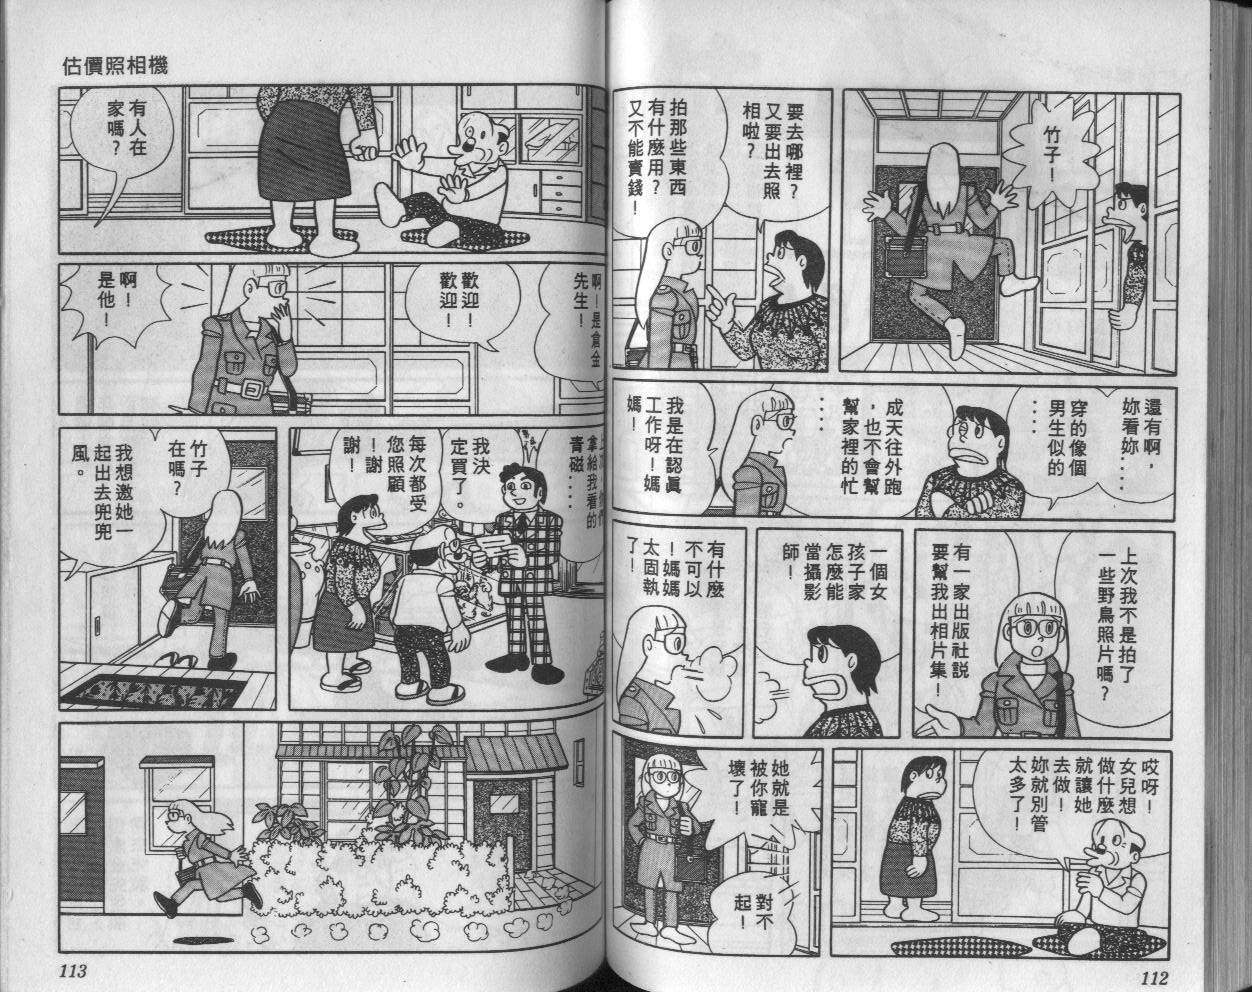 竹子！
要去哪裡？
又要出去照
相啦？
拍那些東西
有什麼用？
又不能賣錢！
還有啊，
妳看妳……
穿的像個
男生似的
……
成天往外跑
，也不會幫
幫家裡的忙
……
我是在認眞
工作呀！媽
媽！
上次我不是拍了
一些野鳥照片嗎？
有一家出版社説
要幫我出相片集！
一個女
孩子家
怎麼能
當攝影
師！
有什麼
不可以
！媽媽
太固執
了！
哎呀！
女兒想
做什麼
就讓她
去做！
妳就別管
太多了！
她就是
被你寵
壞了！
對不
起！
112
估價照相機
有人在
家嗎？
啊！是倉金
先生！
歡迎！
歡迎！
啊！
是他！
拿給我看的
青磁……
我決
定買了。
每次都受
您照顧
！謝
謝！
竹子
在嗎？
我想邀她一
起出去兜兜
風。
113